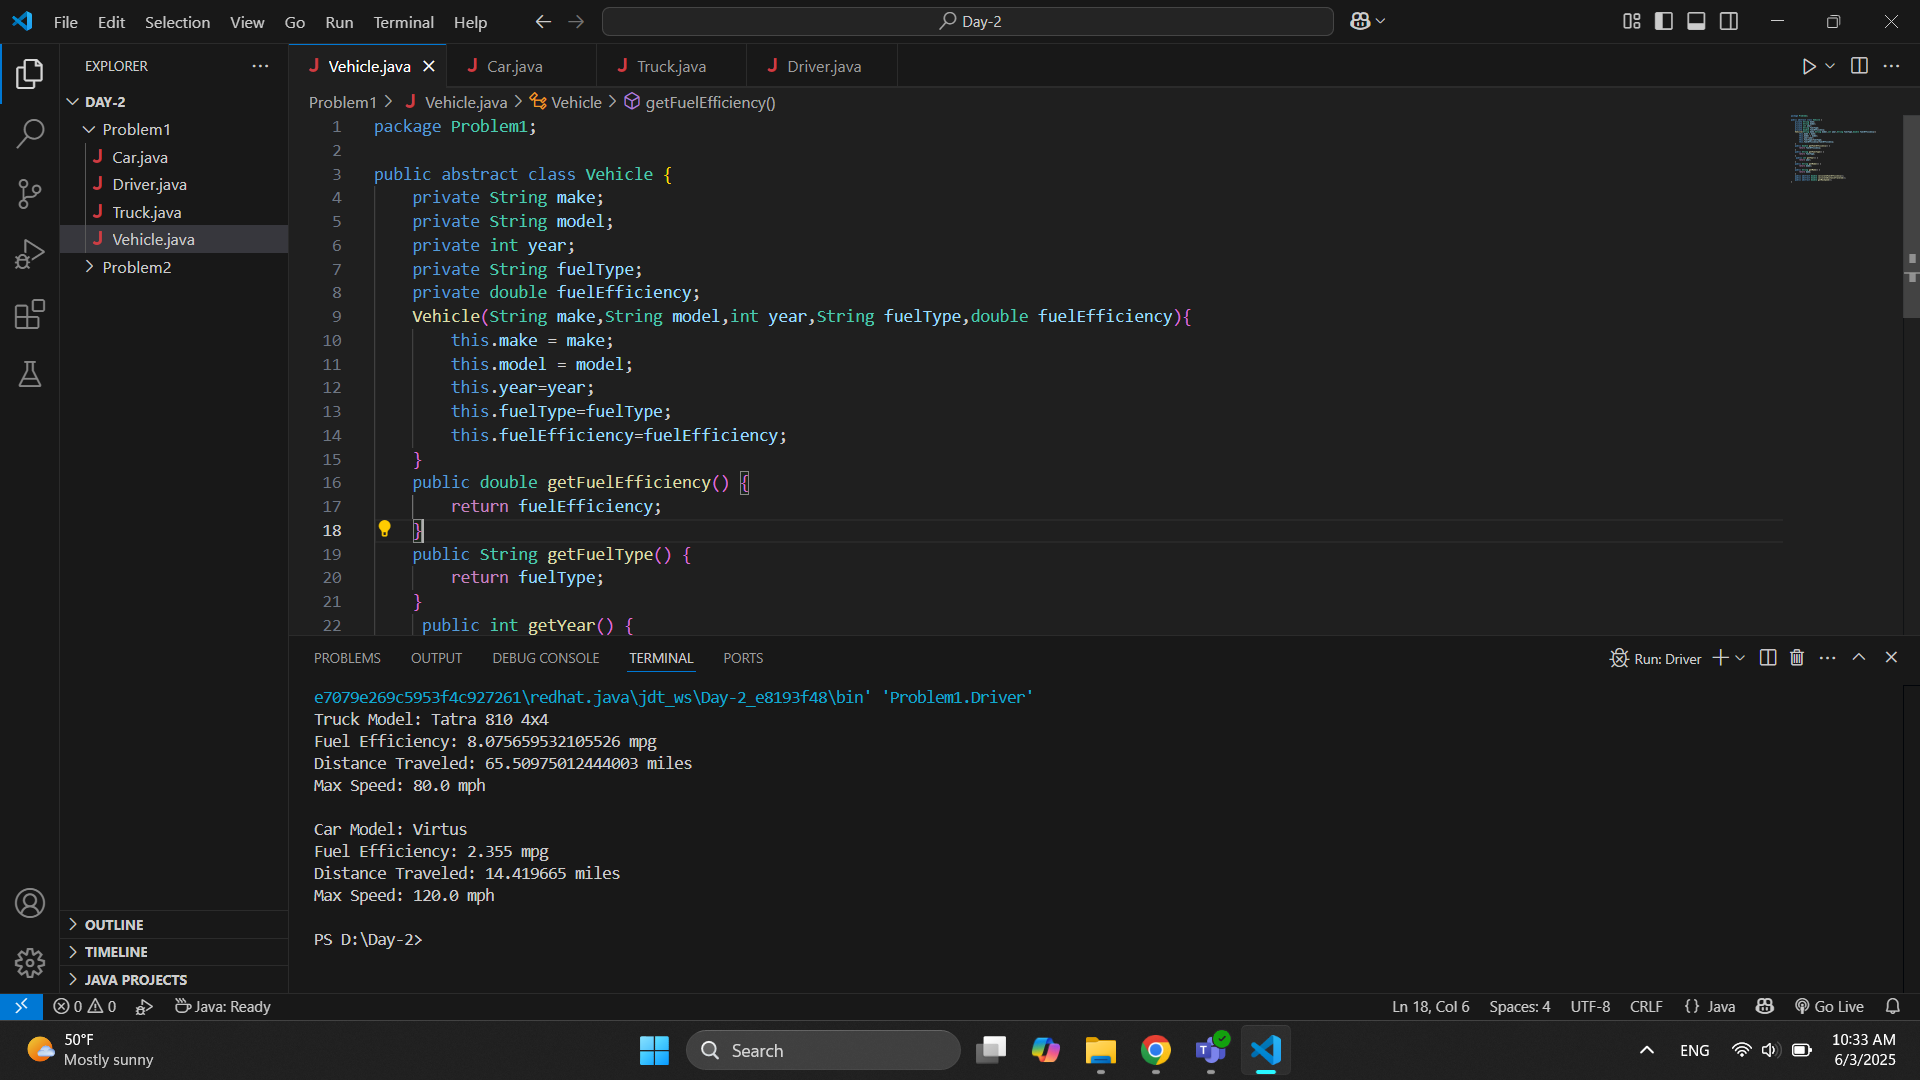 File Edit Selection View Go Run Terminal Help
Day-2
EXPLORER
DAY-2
Problem1
Car.java
Driver.java
Truck.java
Vehicle.java
Problem2
OUTLINE
TIMELINE
JAVA PROJECTS
Vehicle.java Car.java Truck.java Driver.java
Problem1 > Vehicle.java > Vehicle > getFuelEfficiency()
1 package Problem1;
2
3 public abstract class Vehicle {
4 private String make;
5 private String model;
6 private int year;
7 private String fuelType;
8 private double fuelEfficiency;
9 Vehicle(String make,String model,int year,String fuelType,double fuelEfficiency){
10 this.make = make;
11 this.model = model;
12 this.year=year;
13 this.fuelType=fuelType;
14 this.fuelEfficiency=fuelEfficiency;
15 }
16 public double getFuelEfficiency() {
17 return fuelEfficiency;
18 }
19 public String getFuelType() {
20 return fuelType;
21 }
22 public int getYear() {
PROBLEMS OUTPUT DEBUG CONSOLE TERMINAL PORTS
Run: Driver
e7079e269c5953f4c927261\redhat.java\jdt_ws\Day-2_e8193f48\bin' 'Problem1.Driver'
Truck Model: Tatra 810 4x4
Fuel Efficiency: 8.075659532105526 mpg
Distance Traveled: 65.50975012444003 miles
Max Speed: 80.0 mph
Car Model: Virtus
Fuel Efficiency: 2.355 mpg
Distance Traveled: 14.419665 miles
Max Speed: 120.0 mph
PS D:\Day-2>
0 0 Java: Ready
Ln 18, Col 6 Spaces: 4 UTF-8 CRLF {} Java Go Live
50°F
Mostly sunny
Search
ENG
10:33 AM
6/3/2025